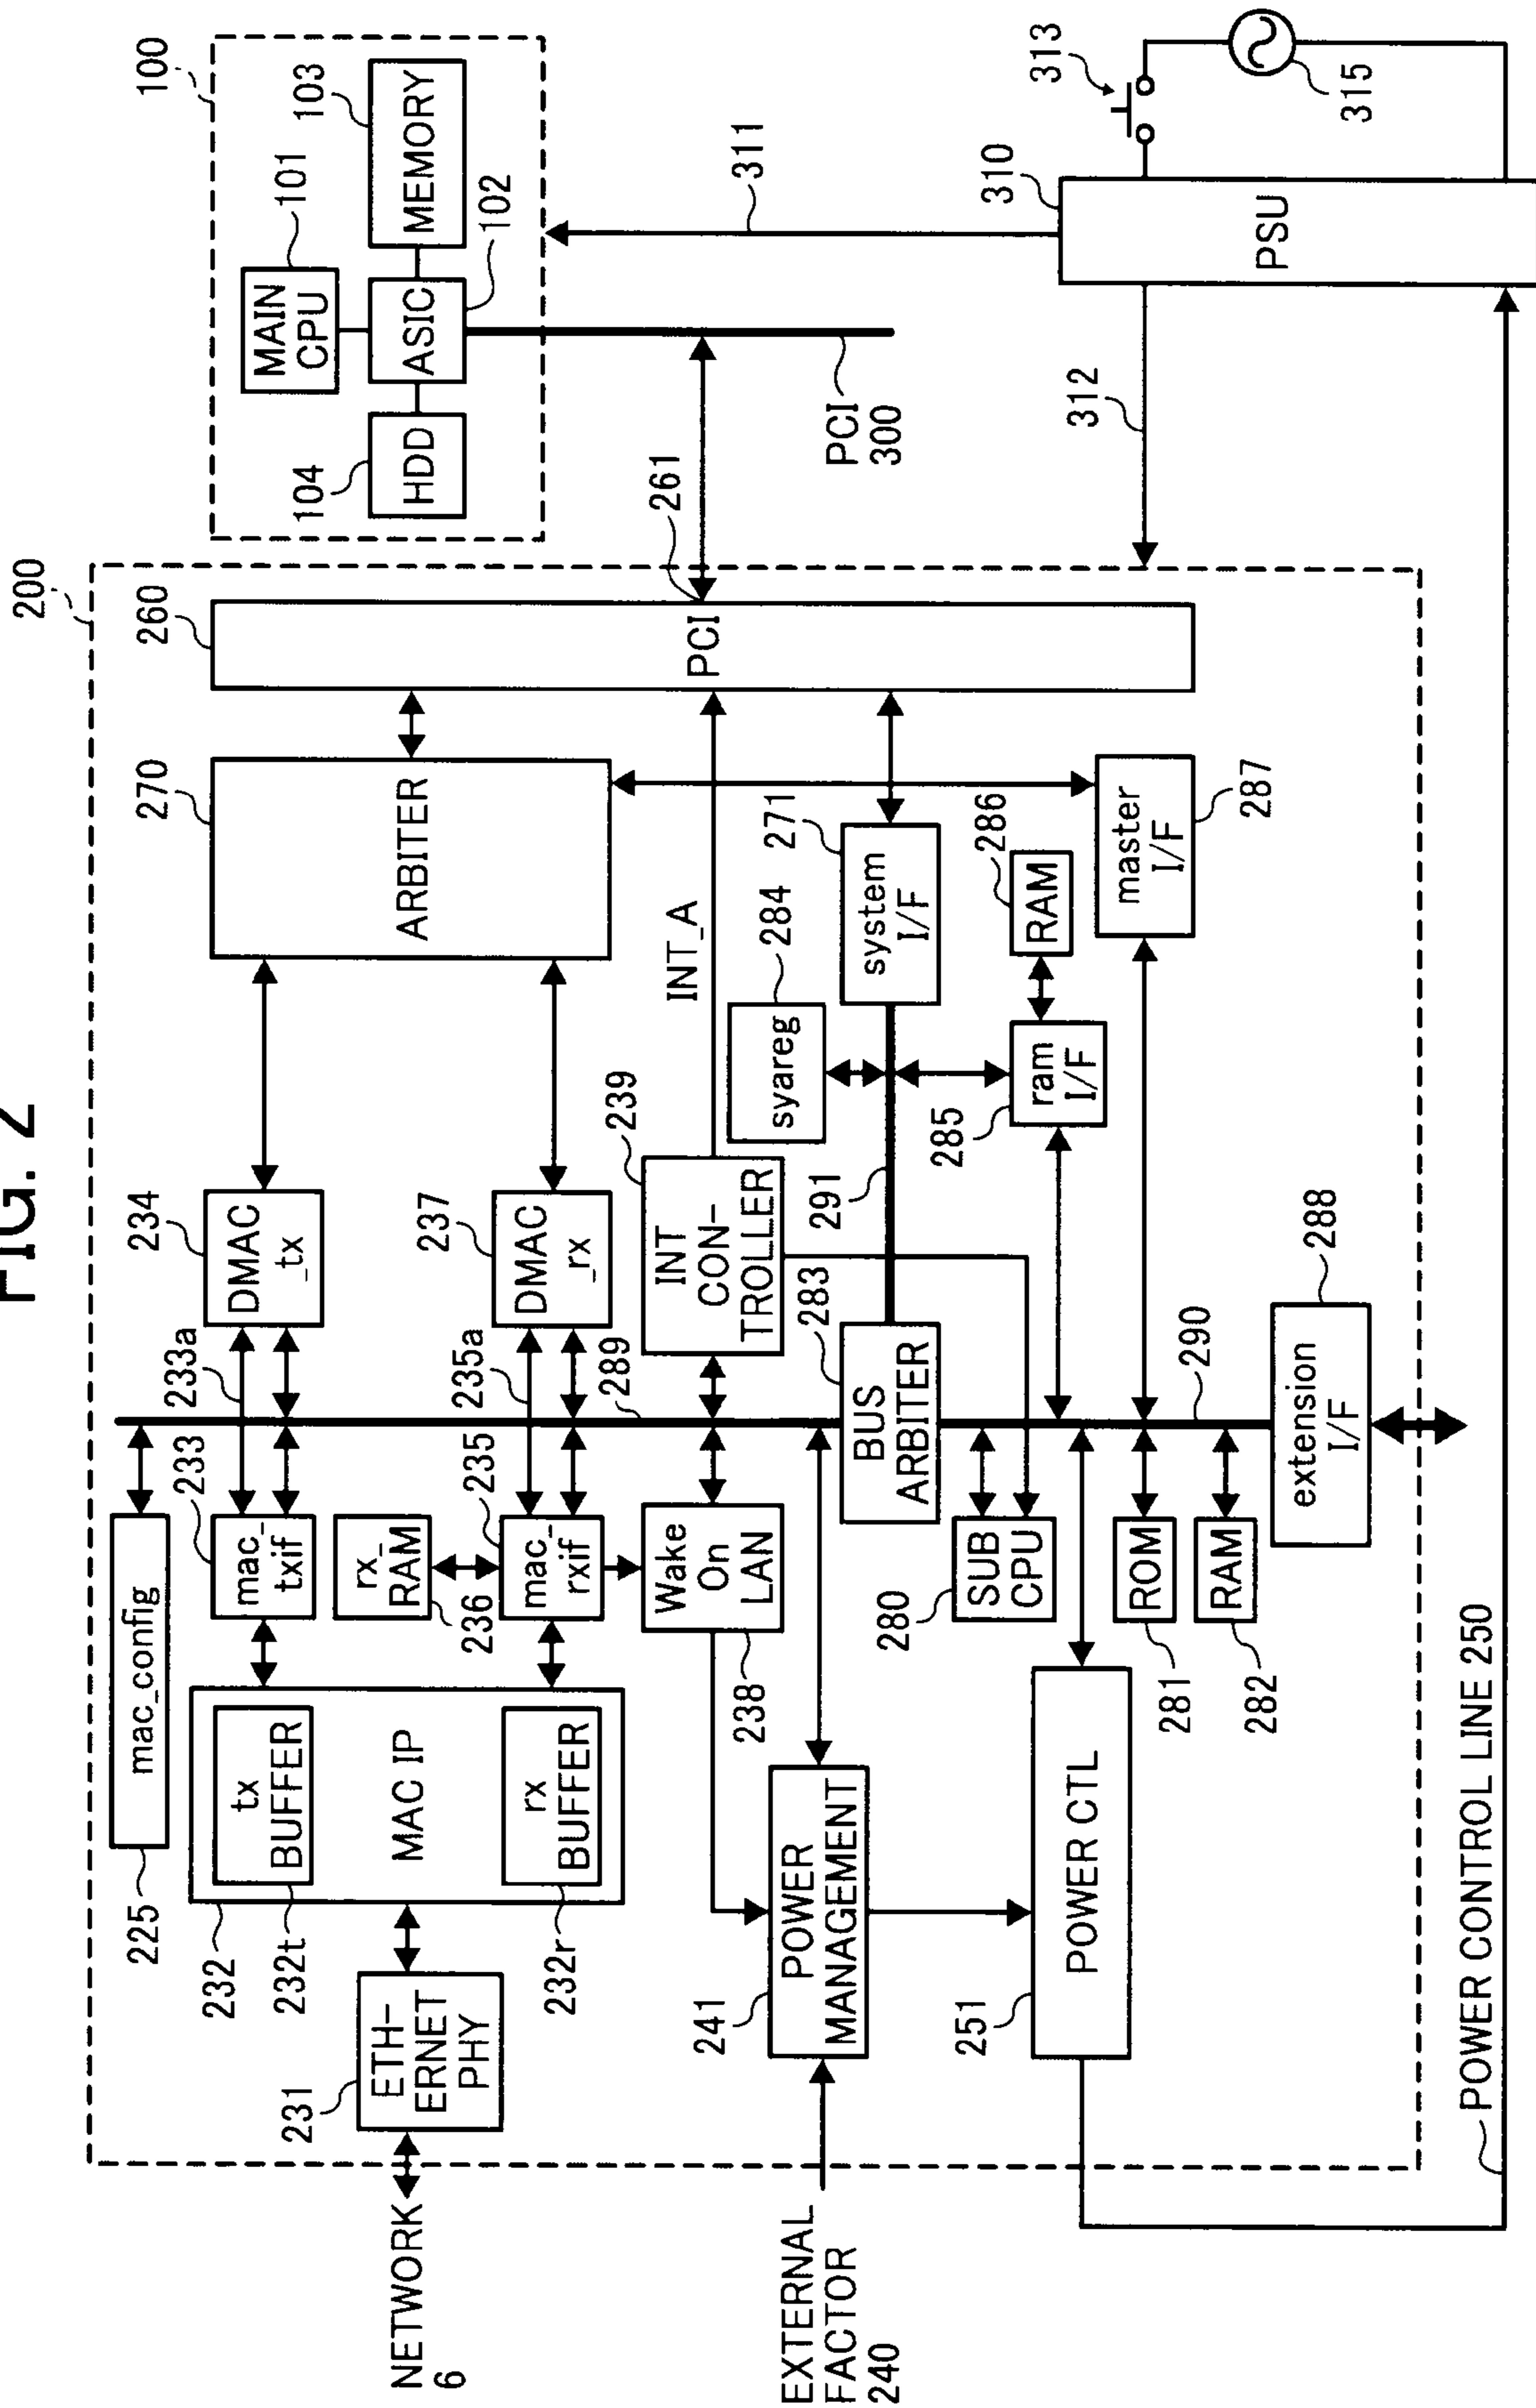 FIG. 2
200
100
MAIN
CPU
101
MEMORY
103
ASIC
102
HDD
104
PCI
300
311
312
PSU
310
313
315
260
PCI
261
270
ARBITER
INT_A
234
DMAC
_tx
237
DMAC
_rx
239
INT
CON-
TROLLER
284
syareg
271
system
I/F
286
RAM
285
ram
I/F
master
I/F
287
291
283
BUS
ARBITER
289
290
extension
I/F
288
233a
235a
225
mac_config
233
mac_
txif
rx_
RAM
236
235
mac_
rxif
Wake
On
LAN
238
280
SUB
CPU
ROM
281
RAM
282
232
MAC IP
tx
BUFFER
232t
rx
BUFFER
232r
231
ETH-
ERNET
PHY
NETWORK
6
241
POWER
MANAGEMENT
EXTERNAL
FACTOR
240
251
POWER CTL
POWER CONTROL LINE 250